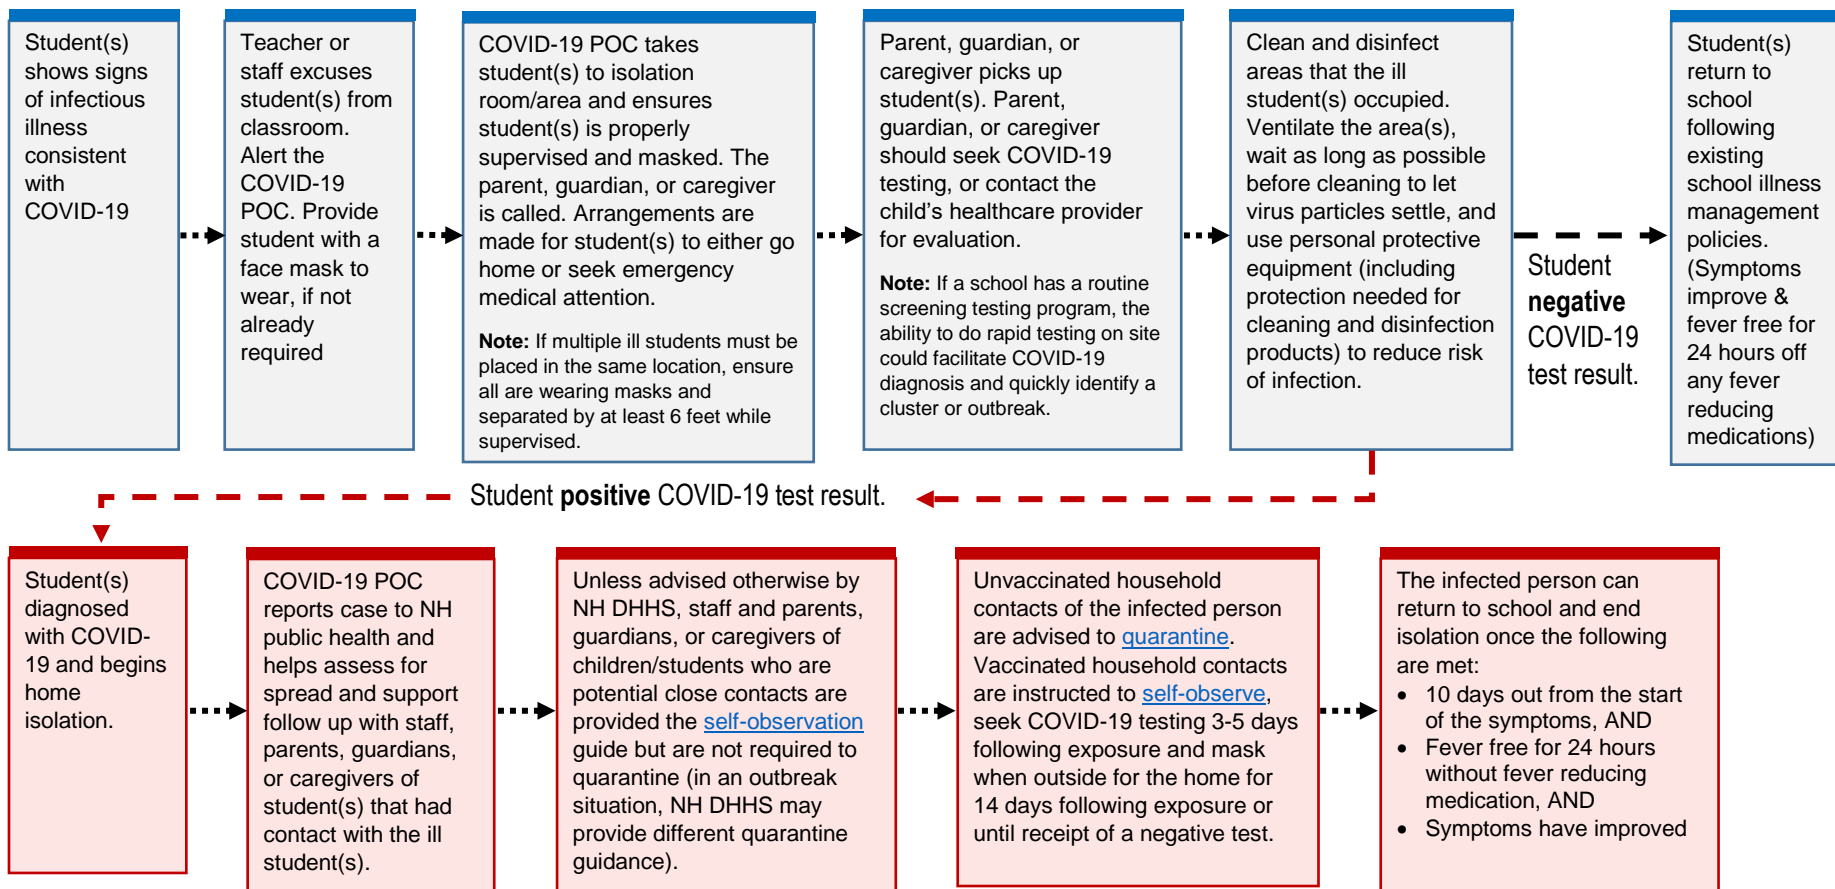 Student(s)
shows signs
of infectious
illness
consistent
with
COVID-19
Teacher or
staff excuses
student(s) from
classroom.
Alert the
COVID-19
POC. Provide
student with a
face mask to
wear, if not
already
required
COVID-19 POC takes
student(s) to isolation
room/area and ensures
student(s) is properly
supervised and masked. The
parent, guardian, or caregiver
is called. Arrangements are
made for student(s) to either go
home or seek emergency
medical attention.
Note: If multiple ill students must be
placed in the same location, ensure
all are wearing masks and
separated by at least 6 feet while
supervised.
Parent, guardian, or
caregiver picks up
student(s). Parent,
guardian, or caregiver
should seek COVID-19
testing, or contact the
child's healthcare provider
for evaluation.
Note: If a school has a routine
screening testing program, the
ability to do rapid testing on site
could facilitate COVID-19
diagnosis and quickly identify a
cluster or outbreak.
Clean and disinfect
areas that the ill
student(s) occupied.
Ventilate the area(s),
wait as long as possible
before cleaning to let
virus particles settle, and
use personal protective
equipment (including
protection needed for
cleaning and disinfection
products) to reduce risk
of infection.
Student
negative
COVID-19
test result.
Student(s)
return to
school
following
existing
school illness
management
policies.
(Symptoms
improve &
fever free for
24 hours off
any fever
reducing
medications)
Student positive COVID-19 test result.
Student(s)
diagnosed
with COVID-
19 and begins
home
isolation.
COVID-19 POC
reports case to NH
public health and
helps assess for
spread and support
follow up with staff,
parents, guardians,
or caregivers of
student(s) that had
contact with the ill
student(s).
Unless advised otherwise by
NH DHHS, staff and parents,
guardians, or caregivers of
children/students who are
potential close contacts are
provided the self-observation
guide but are not required to
quarantine (in an outbreak
situation, NH DHHS may
provide different quarantine
guidance).
Unvaccinated household
contacts of the infected person
are advised to quarantine.
Vaccinated household contacts
are instructed to self-observe,
seek COVID-19 testing 3-5 days
following exposure and mask
when outside for the home for
14 days following exposure or
until receipt of a negative test.
The infected person can
return to school and end
isolation once the following
are met:
• 10 days out from the start
of the symptoms, AND
• Fever free for 24 hours
without fever reducing
medication, AND
• Symptoms have improved